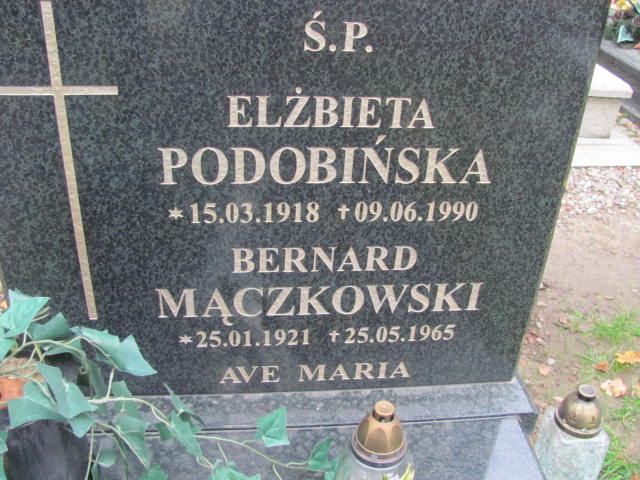 Ś.P.
ELŻBIETA
PODOBIŃSKA
*15.03.1918 †09.06.1990
BERNARD
MĄCZKOWSKI
*25.01.1921 †25.05.1965
AVE MARIA